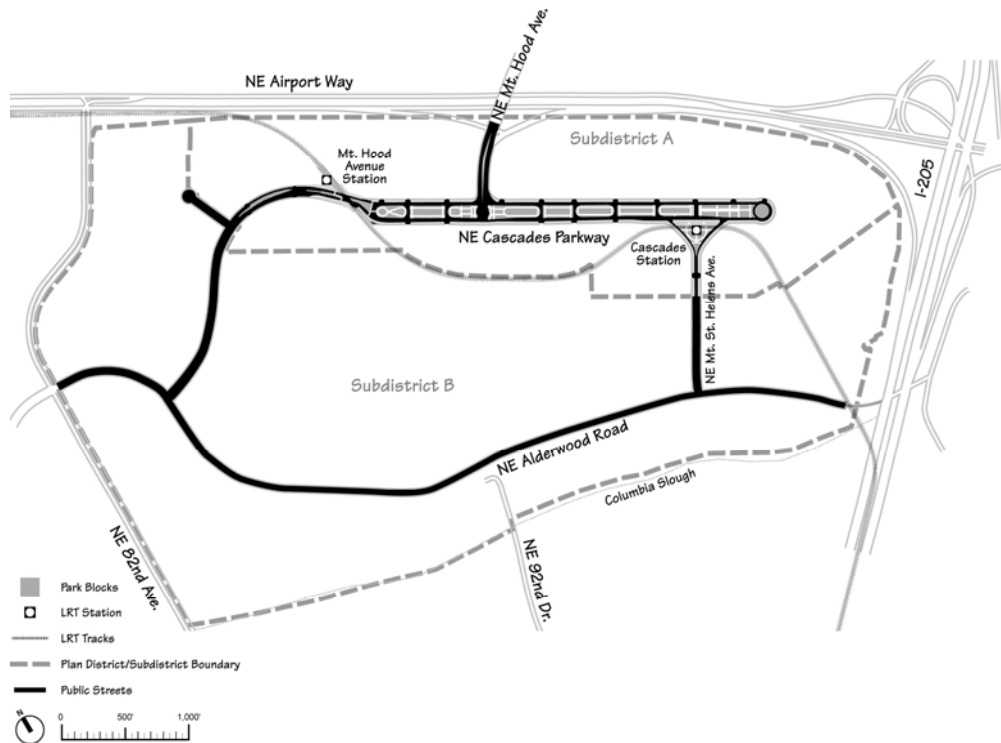 NE Mt. Hood Ave.
NE Airport Way
Subdistrict A
Mt. Hood
Avenue
Station
I-205
NE Cascades Parkway
Cascades
Station
NE Mt. St. Helens Ave.
Subdistrict B
NE Alderwood Road
Columbia Slough
NE 82nd Ave.
NE 92nd Dr.
Park Blocks
LRT Station
LRT Tracks
Plan District/Subdistrict Boundary
Public Streets
N
0 500' 1,000'